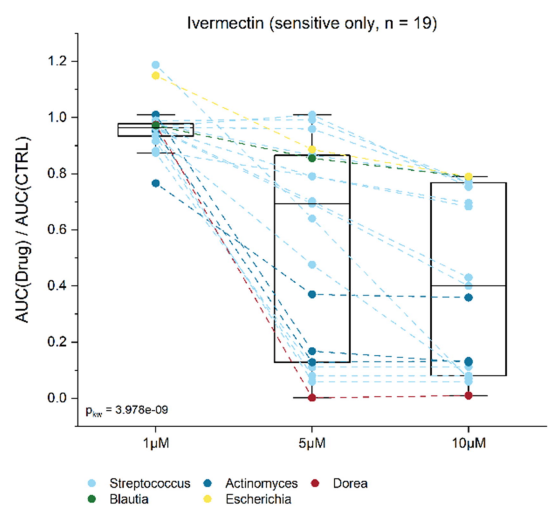 Ivermectin (sensitive only, n = 19)
AUC(Drug) / AUC(CTRL)
1.2
1.0
0.8
0.6
0.4
0.2
0.0
pkw = 3.978e-09
1µM
5µM
10µM
Streptococcus
Actinomyces
Dorea
Blautia
Escherichia